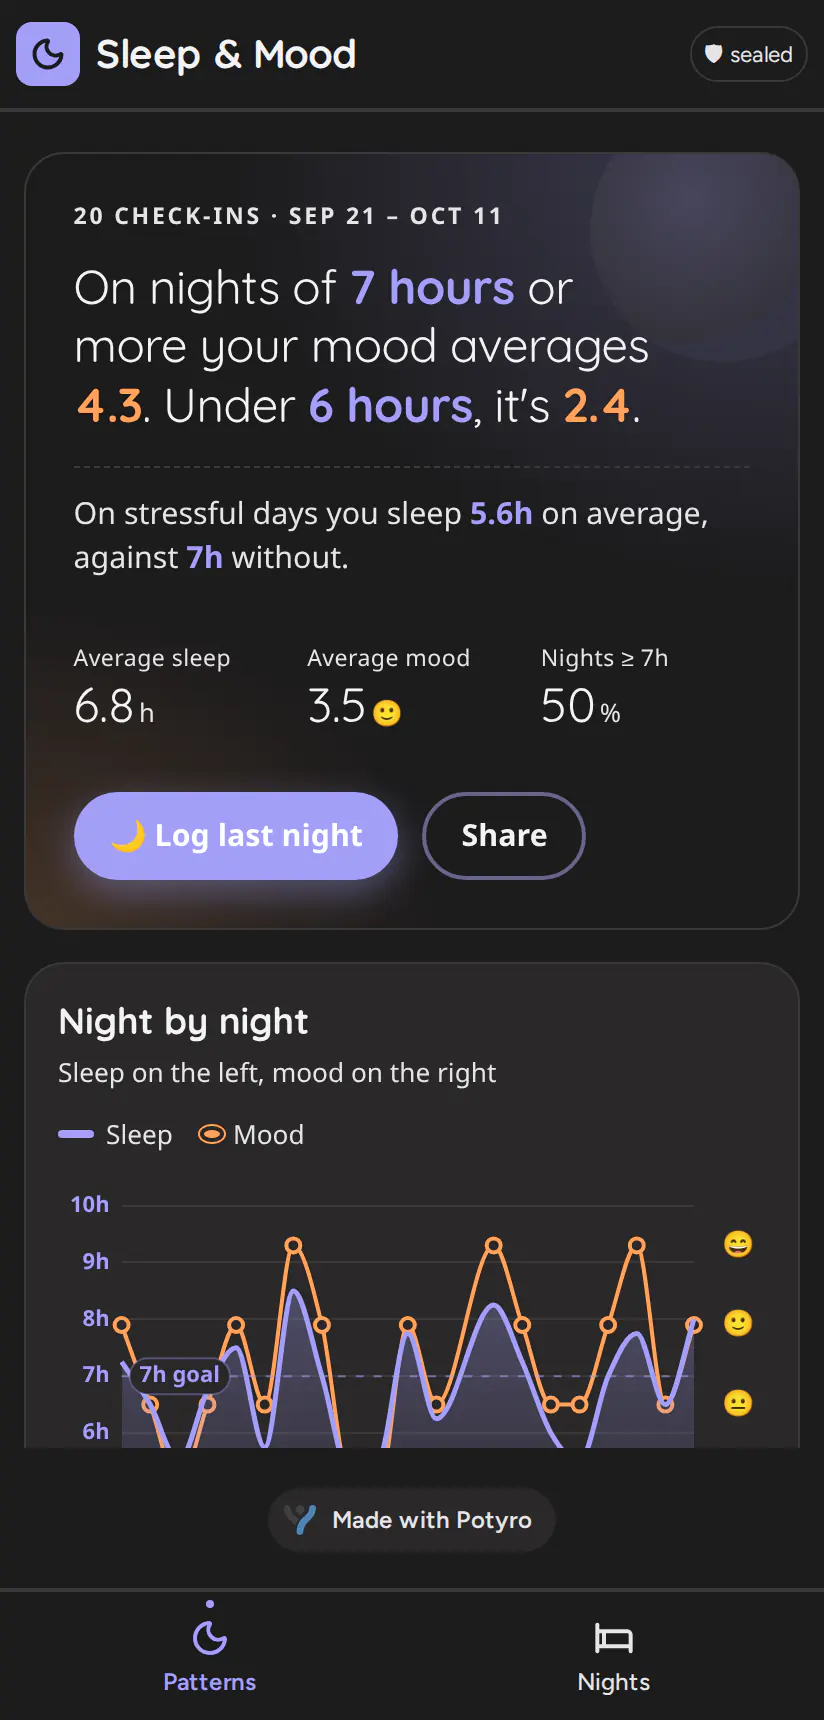 Sleep & Mood
sealed
20 CHECK-INS · SEP 21 – OCT 11
On nights of 7 hours or
more your mood averages
4.3. Under 6 hours, it's 2.4.
On stressful days you sleep 5.6h on average,
against 7h without.
Average sleep
6.8 h
Average mood
3.5 🙂
Nights ≥ 7h
50 %
🌙 Log last night
Share
Night by night
Sleep on the left, mood on the right
Sleep
Mood
10h
9h
8h
7h
7h goal
6h
Made with Potyro
Patterns
Nights